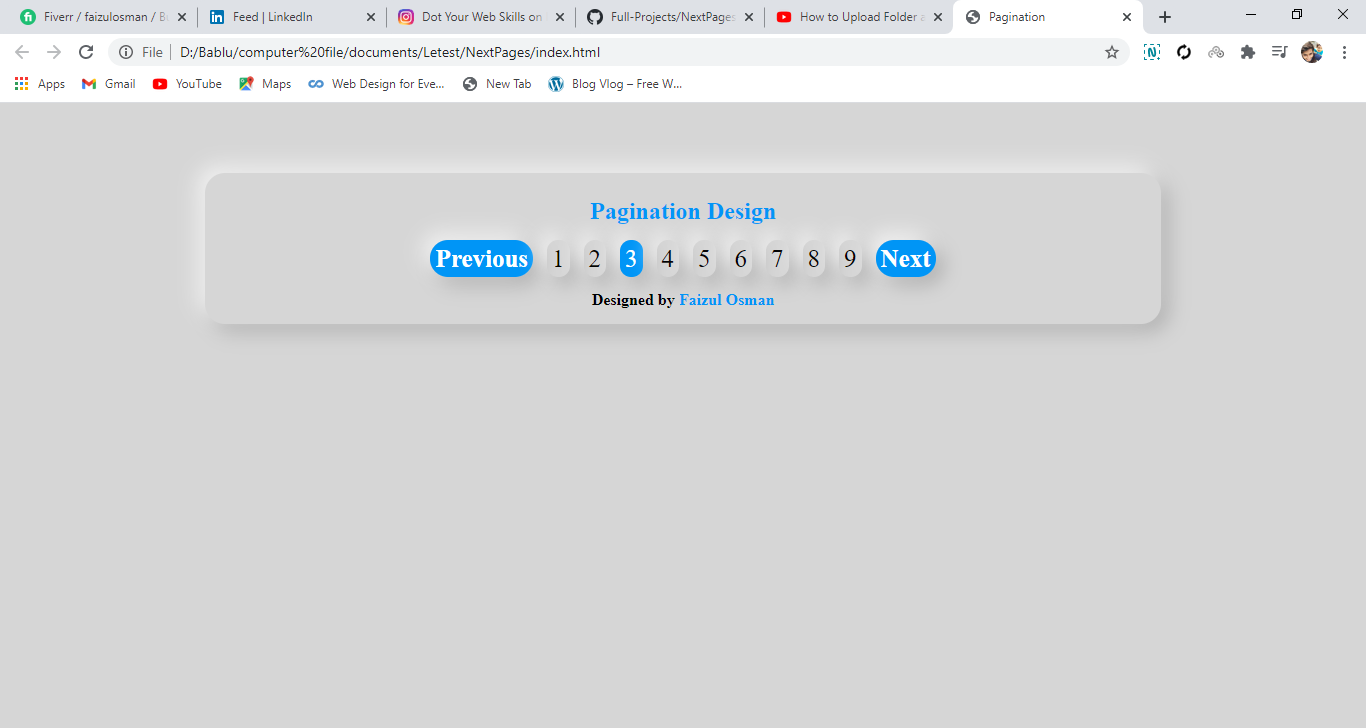 Fiverr / faizulosman / Feed | LinkedIn Dot Your Web Skills on Full-Projects/NextPages How to Upload Folder Pagination
File D:/Bablu/computer%20file/documents/Letest/NextPages/index.html
Apps Gmail YouTube Maps Web Design for Eve... New Tab Blog Vlog – Free W...
Pagination Design
Previous 1 2 3 4 5 6 7 8 9 Next
Designed by Faizul Osman